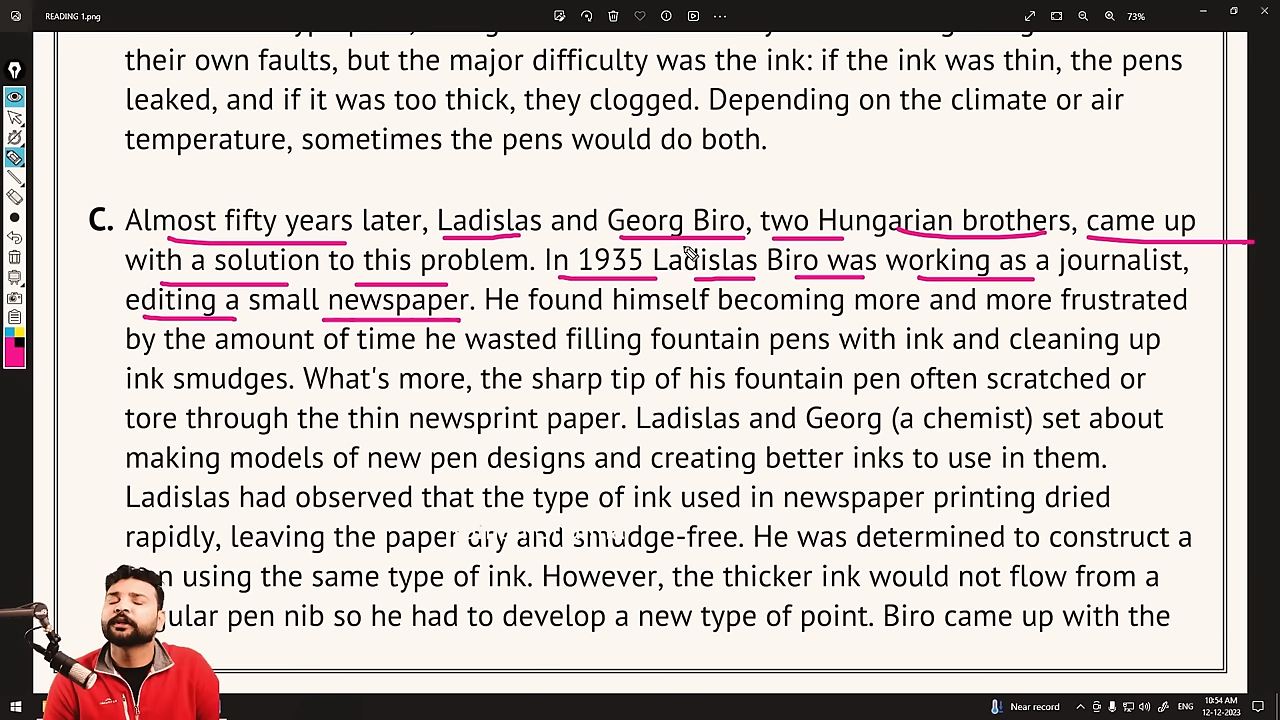 READING 1.png
73%
their own faults, but the major difficulty was the ink: if the ink was thin, the pens
leaked, and if it was too thick, they clogged. Depending on the climate or air
temperature, sometimes the pens would do both.
C. Almost fifty years later, Ladislas and Georg Biro, two Hungarian brothers, came up
with a solution to this problem. In 1935 Ladislas Biro was working as a journalist,
editing a small newspaper. He found himself becoming more and more frustrated
by the amount of time he wasted filling fountain pens with ink and cleaning up
ink smudges. What's more, the sharp tip of his fountain pen often scratched or
tore through the thin newsprint paper. Ladislas and Georg (a chemist) set about
making models of new pen designs and creating better inks to use in them.
Ladislas had observed that the type of ink used in newspaper printing dried
rapidly, leaving the paper dry and smudge-free. He was determined to construct a
using the same type of ink. However, the thicker ink would not flow from a
pen nib so he had to develop a new type of point. Biro came up with the
Near record
ENG
10:54 AM
12-12-2023